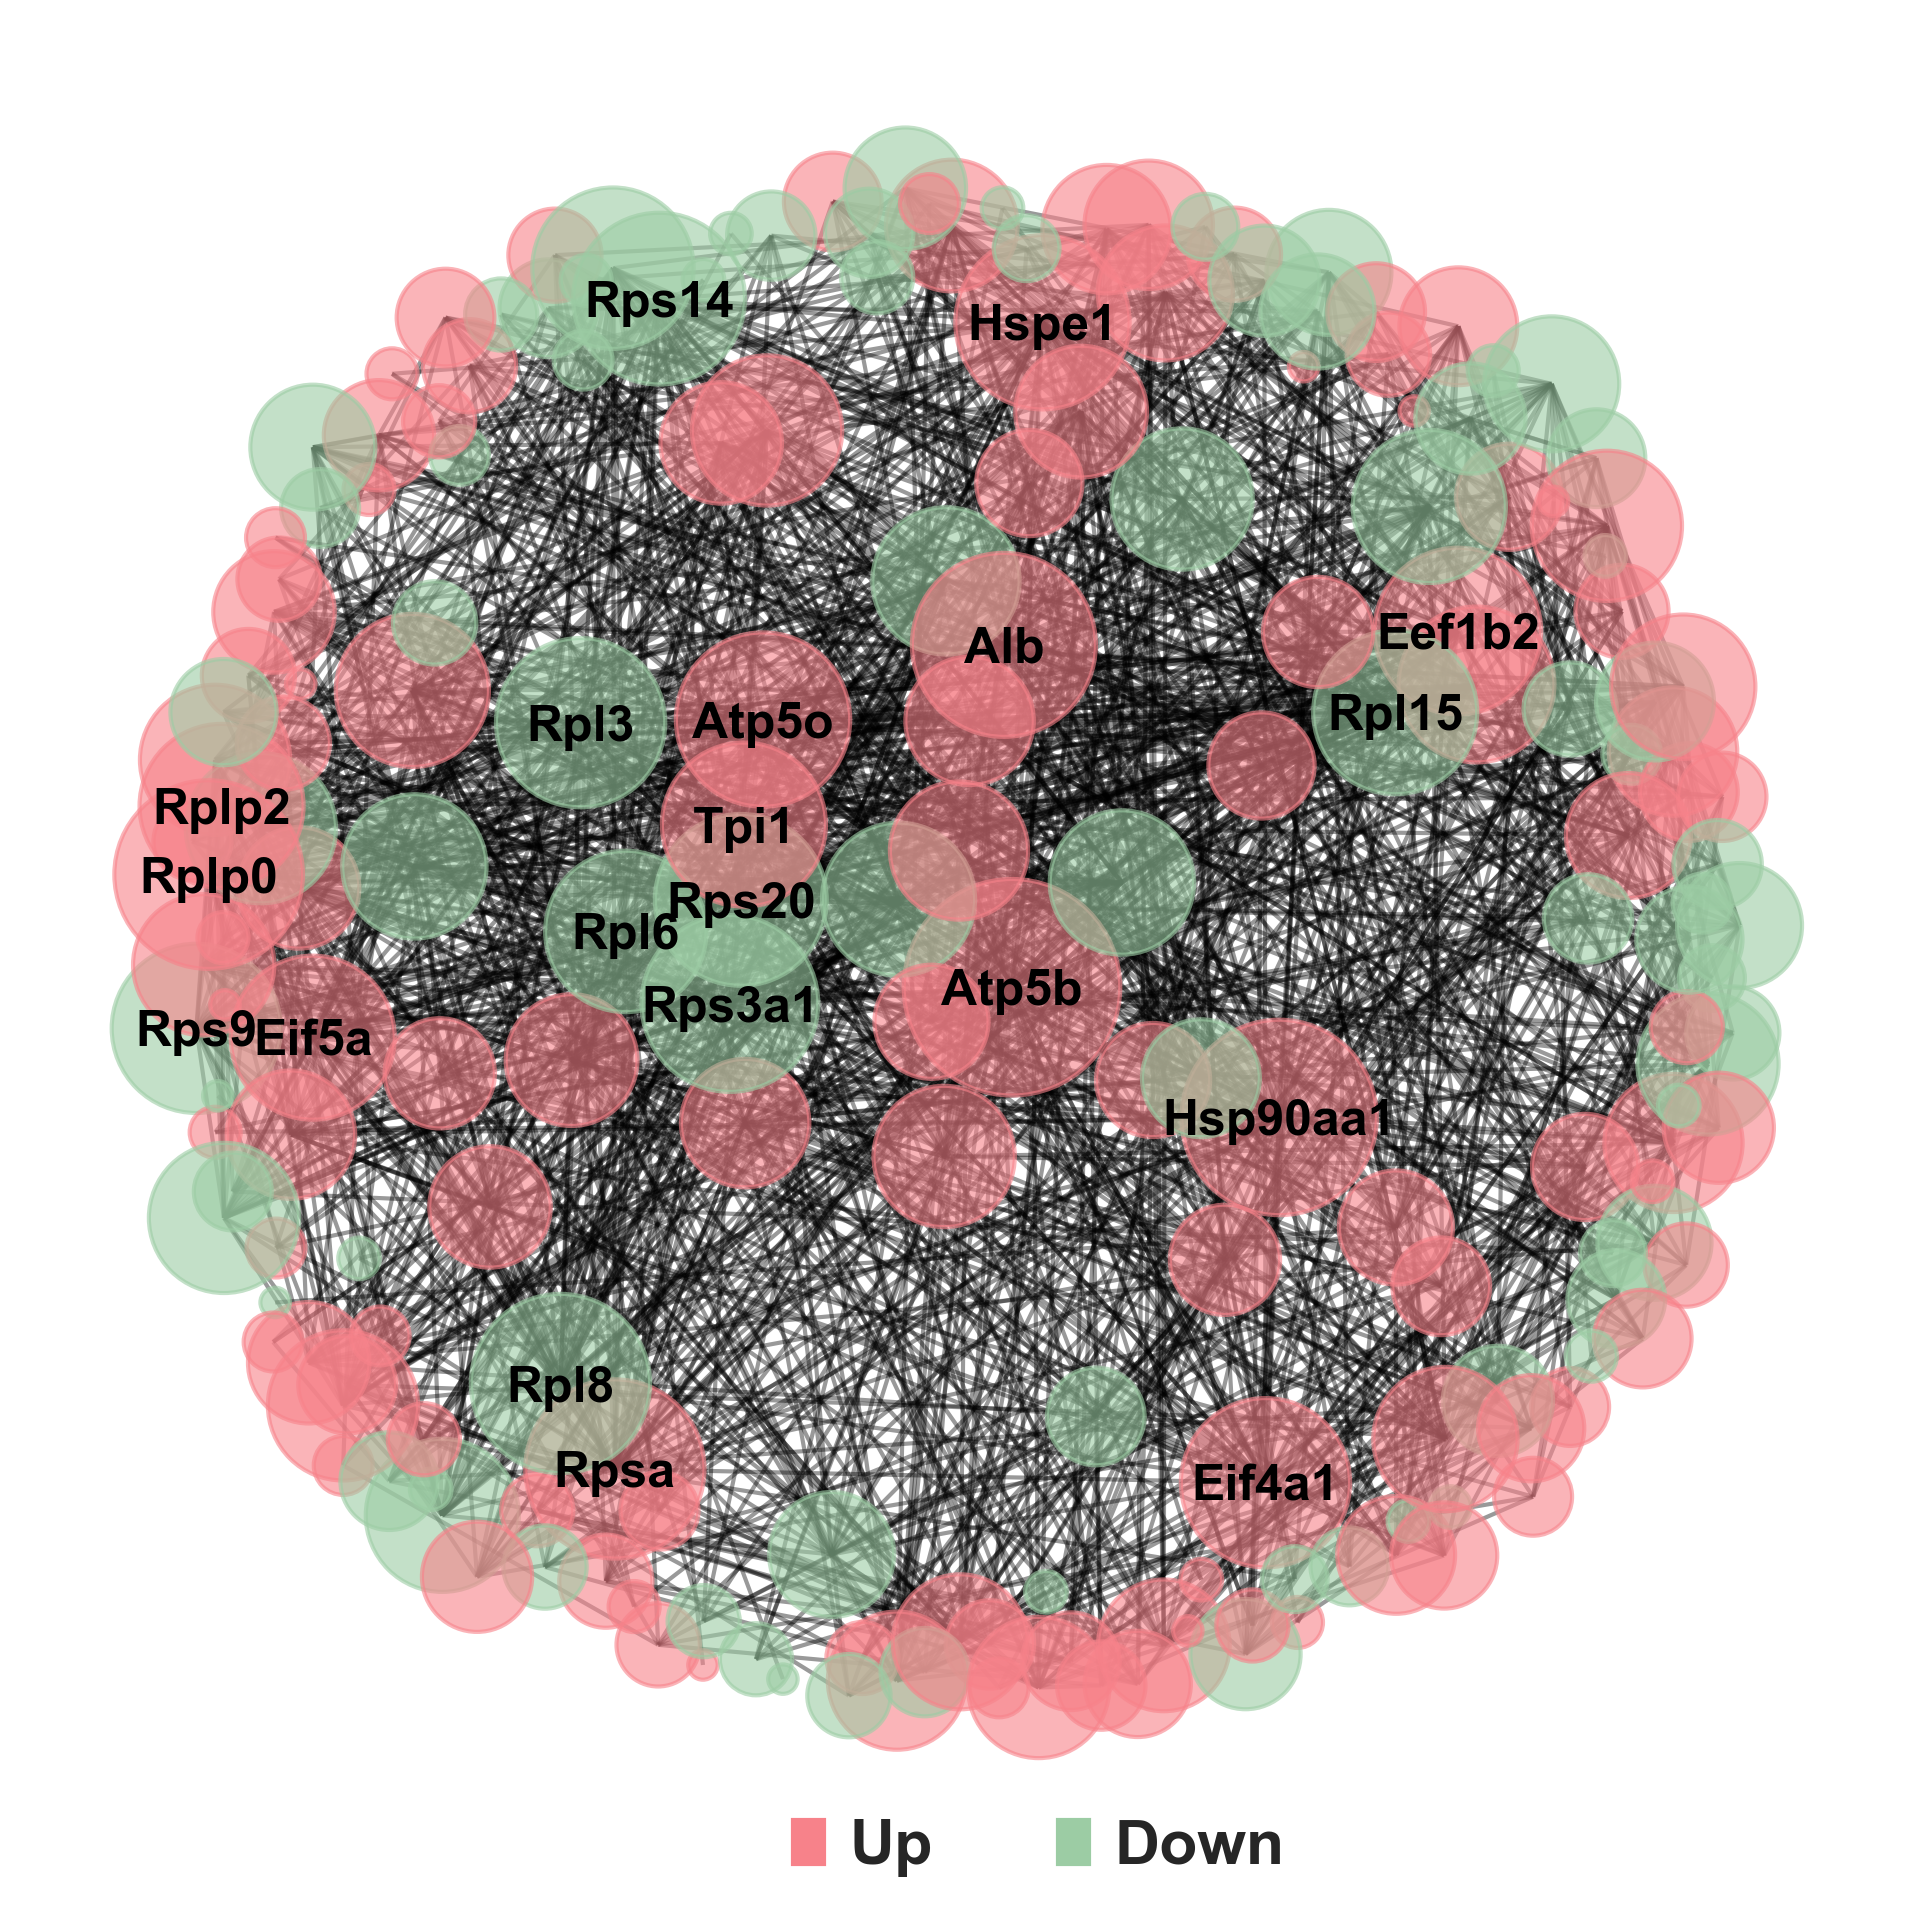 Rps14
Hspe1
Eef1b2
Alb
Rpl15
Rpl3
Atp5o
Rplp2
Tpi1
Rplp0
Rps20
Rpl6
Atp5b
Rps3a1
Rps9
Eif5a
Hsp90aa1
Rpl8
Rpsa
Eif4a1
Up
Down